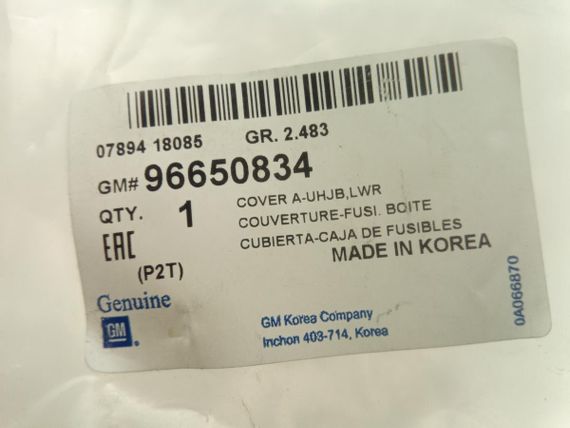 07894 18085 GR. 2.483
GM# 96650834
QTY. 1
COVER A-UHJB,LWR
COUVERTURE-FUSI. BOITE
CUBIERTA-CAJA DE FUSIBLES
MADE IN KOREA
EAC
(P2T)
Genuine
GM
GM Korea Company
Inchon 403-714, Korea
0A066870